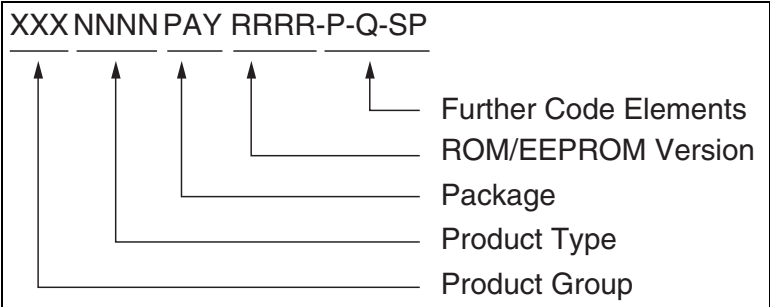 XXX NNNN PAY RRRR-P-Q-SP
Further Code Elements
ROM/EEPROM Version
Package
Product Type
Product Group